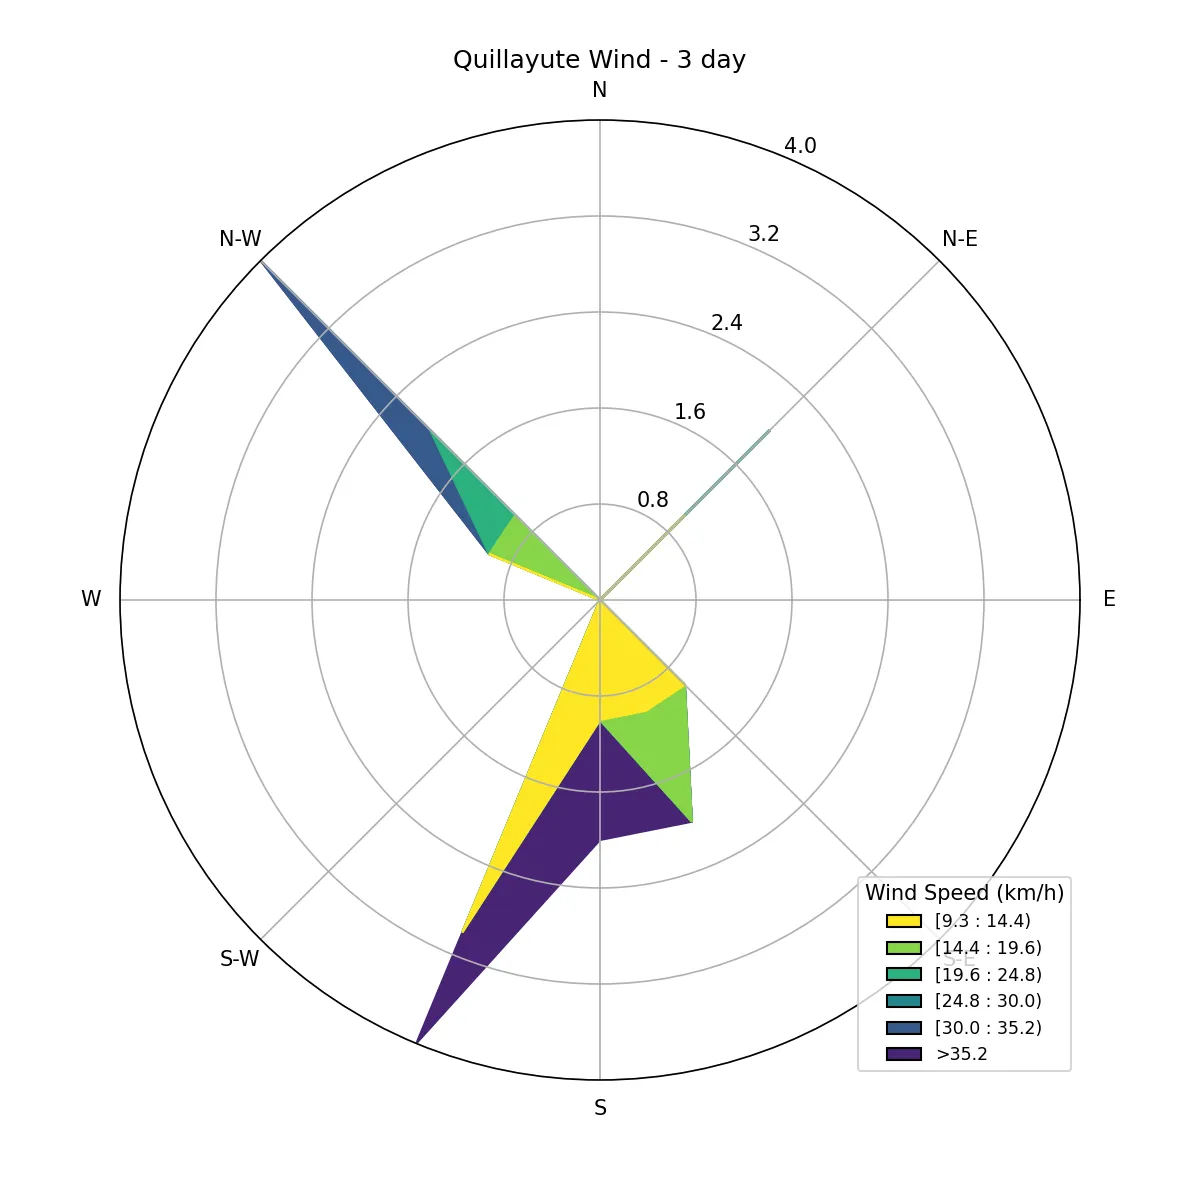 Quillayute Wind - 3 day
N
4.0
N-W
3.2
N-E
2.4
1.6
0.8
W
E
Wind Speed (km/h)
[9.3 : 14.4)
[14.4 : 19.6)
S-W
S-E
[19.6 : 24.8)
[24.8 : 30.0)
[30.0 : 35.2)
>35.2
S